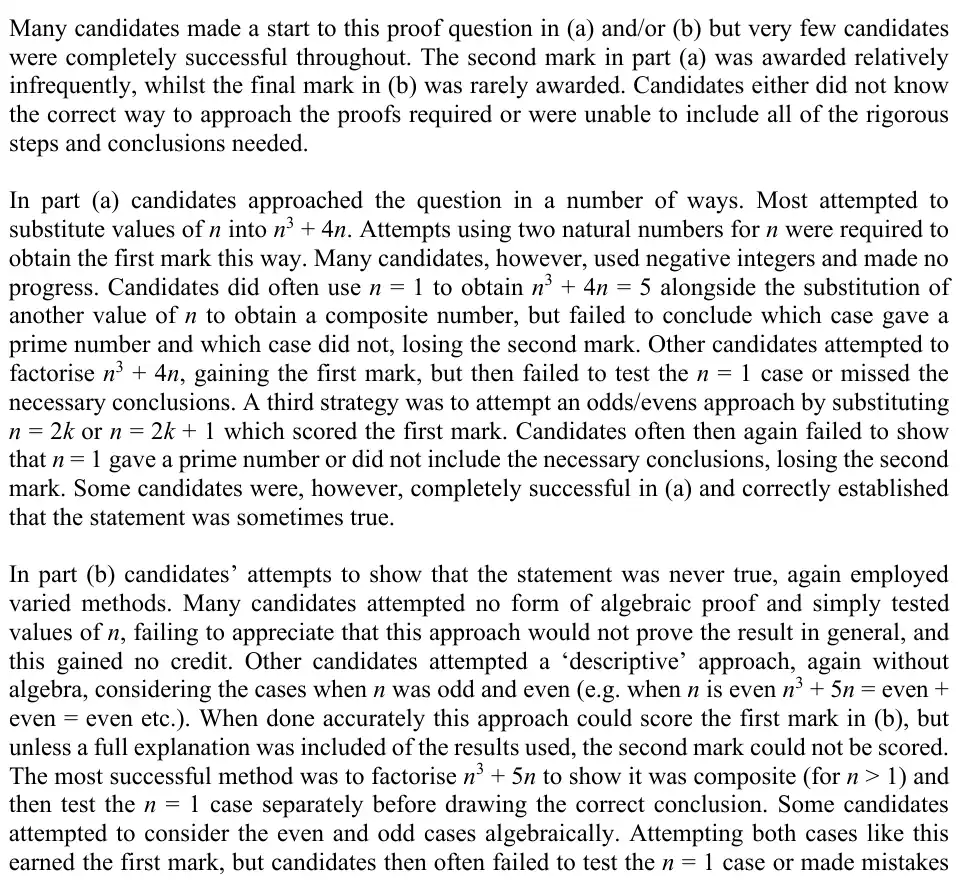 Many candidates made a start to this proof question in (a) and/or (b) but very few candidates
were completely successful throughout. The second mark in part (a) was awarded relatively
infrequently, whilst the final mark in (b) was rarely awarded. Candidates either did not know
the correct way to approach the proofs required or were unable to include all of the rigorous
steps and conclusions needed.
In part (a) candidates approached the question in a number of ways. Most attempted to
substitute values of n into n³ + 4n. Attempts using two natural numbers for n were required to
obtain the first mark this way. Many candidates, however, used negative integers and made no
progress. Candidates did often use n = 1 to obtain n³ + 4n = 5 alongside the substitution of
another value of n to obtain a composite number, but failed to conclude which case gave a
prime number and which case did not, losing the second mark. Other candidates attempted to
factorise n³ + 4n, gaining the first mark, but then failed to test the n = 1 case or missed the
necessary conclusions. A third strategy was to attempt an odds/evens approach by substituting
n = 2k or n = 2k + 1 which scored the first mark. Candidates often then again failed to show
that n = 1 gave a prime number or did not include the necessary conclusions, losing the second
mark. Some candidates were, however, completely successful in (a) and correctly established
that the statement was sometimes true.
In part (b) candidates’ attempts to show that the statement was never true, again employed
varied methods. Many candidates attempted no form of algebraic proof and simply tested
values of n, failing to appreciate that this approach would not prove the result in general, and
this gained no credit. Other candidates attempted a ‘descriptive’ approach, again without
algebra, considering the cases when n was odd and even (e.g. when n is even n³ + 5n = even +
even = even etc.). When done accurately this approach could score the first mark in (b), but
unless a full explanation was included of the results used, the second mark could not be scored.
The most successful method was to factorise n³ + 5n to show it was composite (for n > 1) and
then test the n = 1 case separately before drawing the correct conclusion. Some candidates
attempted to consider the even and odd cases algebraically. Attempting both cases like this
earned the first mark, but candidates then often failed to test the n = 1 case or made mistakes